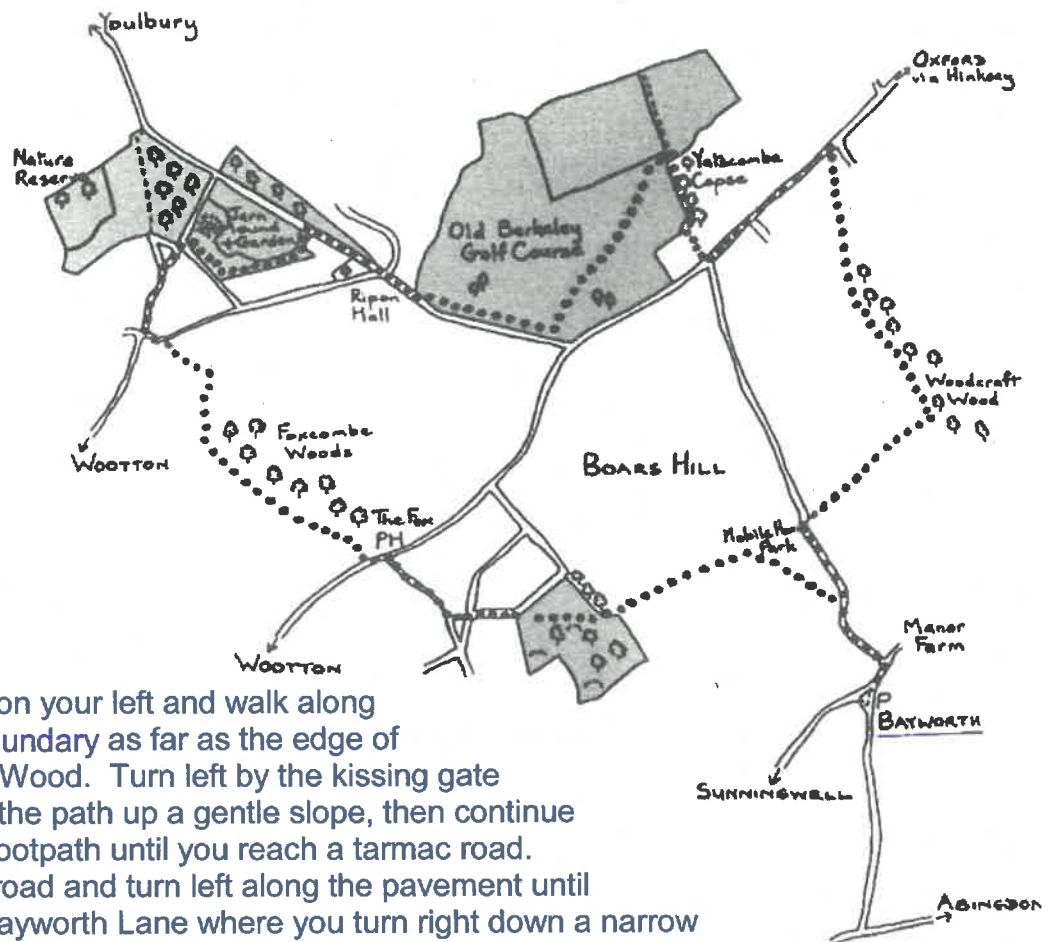 Youlbury
OXFORD
via Hinksey
Nature
Reserve
Yatscombe
Copse
Jarn
Mound
+ Garden
Old Berkeley
Golf Course
Ripon
Hall
Woodcraft
Wood
Foxcombe
Woods
WOOTTON
BOARS HILL
The Fox
PH
Mobile Home
Park
Manor
Farm
WOOTTON
P
BAYWORTH
SUNNINGWELL
ABINGDON
on your left and walk along
undary as far as the edge of
Wood. Turn left by the kissing gate
the path up a gentle slope, then continue
ootpath until you reach a tarmac road.
road and turn left along the pavement until
ayworth Lane where you turn right down a narrow